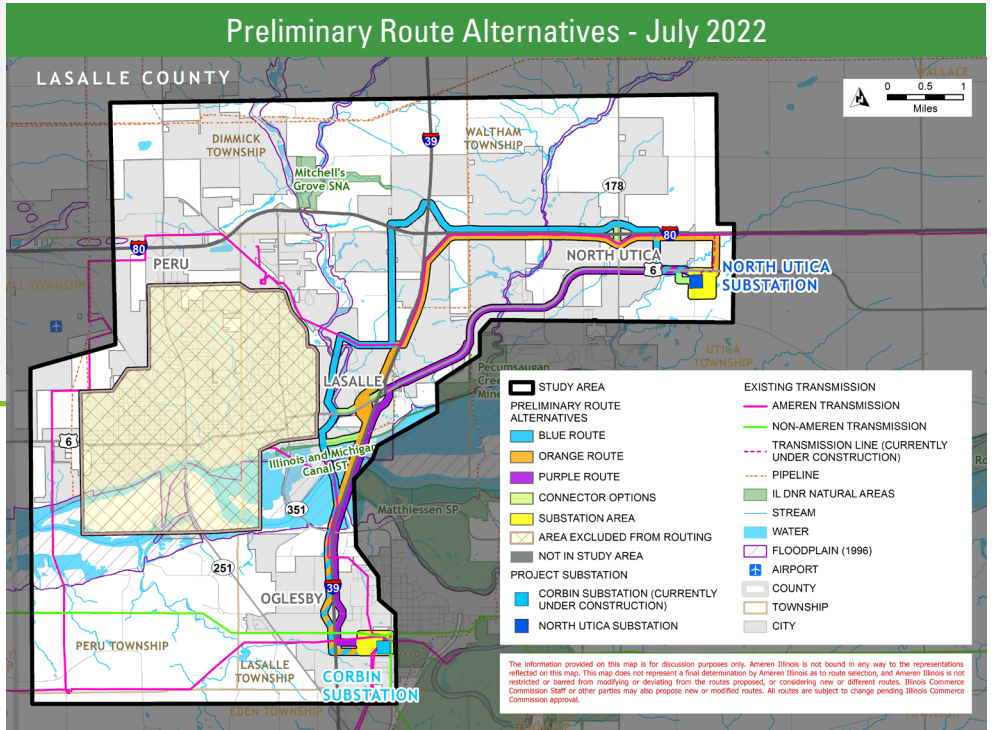 Preliminary Route Alternatives - July 2022
LASALLE COUNTY
WALLACE
0 0.5 1
Miles
DIMMICK
TOWNSHIP
39
WALTHAM
TOWNSHIP
Mitchell's
Grove SNA
178
80
PERU
80
NORTH UTICA
6
NORTH UTICA
SUBSTATION
TOWNSHIP
UTICA
TOWNSHIP
LASALLE
Pecumsaugan
6
Illinois and Michigan
Canal ST
351
Matthiessen SP
251
39
OGLESBY
PERU TOWNSHIP
LASALLE
TOWNSHIP
CORBIN
SUBSTATION
EDEN TOWNSHIP
STUDY AREA
PRELIMINARY ROUTE
ALTERNATIVES
BLUE ROUTE
ORANGE ROUTE
PURPLE ROUTE
CONNECTOR OPTIONS
SUBSTATION AREA
AREA EXCLUDED FROM ROUTING
NOT IN STUDY AREA
PROJECT SUBSTATION
CORBIN SUBSTATION (CURRENTLY
UNDER CONSTRUCTION)
NORTH UTICA SUBSTATION
EXISTING TRANSMISSION
AMEREN TRANSMISSION
NON-AMEREN TRANSMISSION
TRANSMISSION LINE (CURRENTLY
UNDER CONSTRUCTION)
PIPELINE
IL DNR NATURAL AREAS
STREAM
WATER
FLOODPLAIN (1996)
AIRPORT
COUNTY
TOWNSHIP
CITY
The information provided on this map is for discussion purposes only. Ameren Illinois is not bound in any way to the representations
reflected on this map. This map does not represent a final determination by Ameren Illinois as to route selection, and Ameren Illinois is not
restricted or barred from modifying or deviating from the routes proposed, or considering new or different routes. Illinois Commerce
Commission Staff or other parties may also propose new or modified routes. All routes are subject to change pending Illinois Commerce
Commission approval.